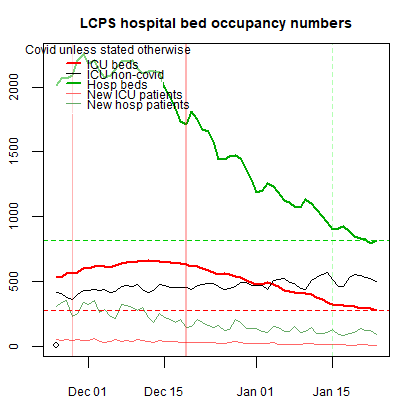 LCPS hospital bed occupancy numbers
Covid unless stated otherwise
ICU beds
ICU non-covid
Hosp beds
New ICU patients
New hosp patients
2000
1500
1000
500
0
Dec 01
Dec 15
Jan 01
Jan 15